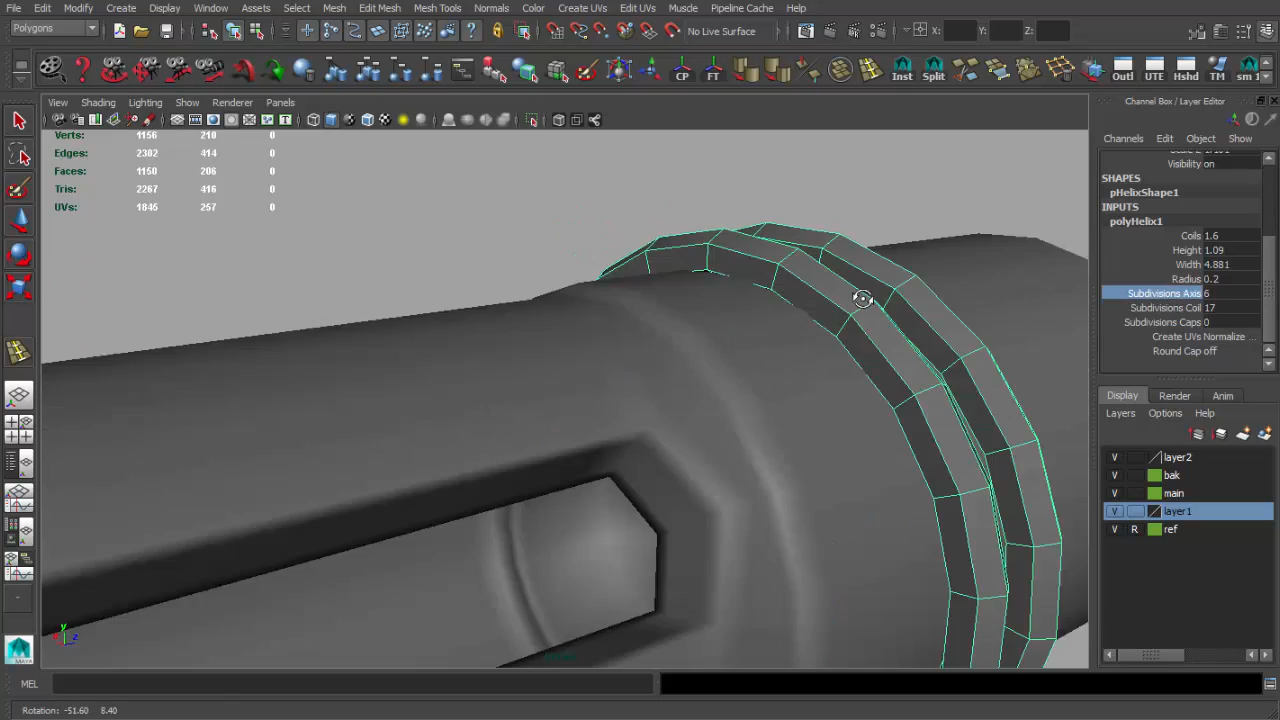 File Modify Create Display Window Assets Select Mesh Edit Mesh Mesh Tools Normals Color Create UVs Edit UVs Muscle Pipeline Cache Help
Polygons No Live Surface X: Y: Z:
CP FT Inst Split Outl UTE Hshd TM sm 1
View Shading Lighting Show Renderer Panels
Channel Box / Layer Editor
Channels Edit Object Show
Verts: 1156 210 0
Edges: 2302 414 0
Faces: 1150 206 0
Tris: 2267 416 0
UVs: 1845 257 0
Visibility on
SHAPES
pHelixShape1
INPUTS
polyHelix1
Coils 1.6
Height 1.09
Width 4.881
Radius 0.2
Subdivisions Axis 6
Subdivisions Coil 17
Subdivisions Caps 0
Create UVs Normalize ...
Round Cap off
Display Render Anim
Layers Options Help
V layer2
V bak
V main
V layer1
V R ref
y
z
MEL
Rotation: -51.60 8.40